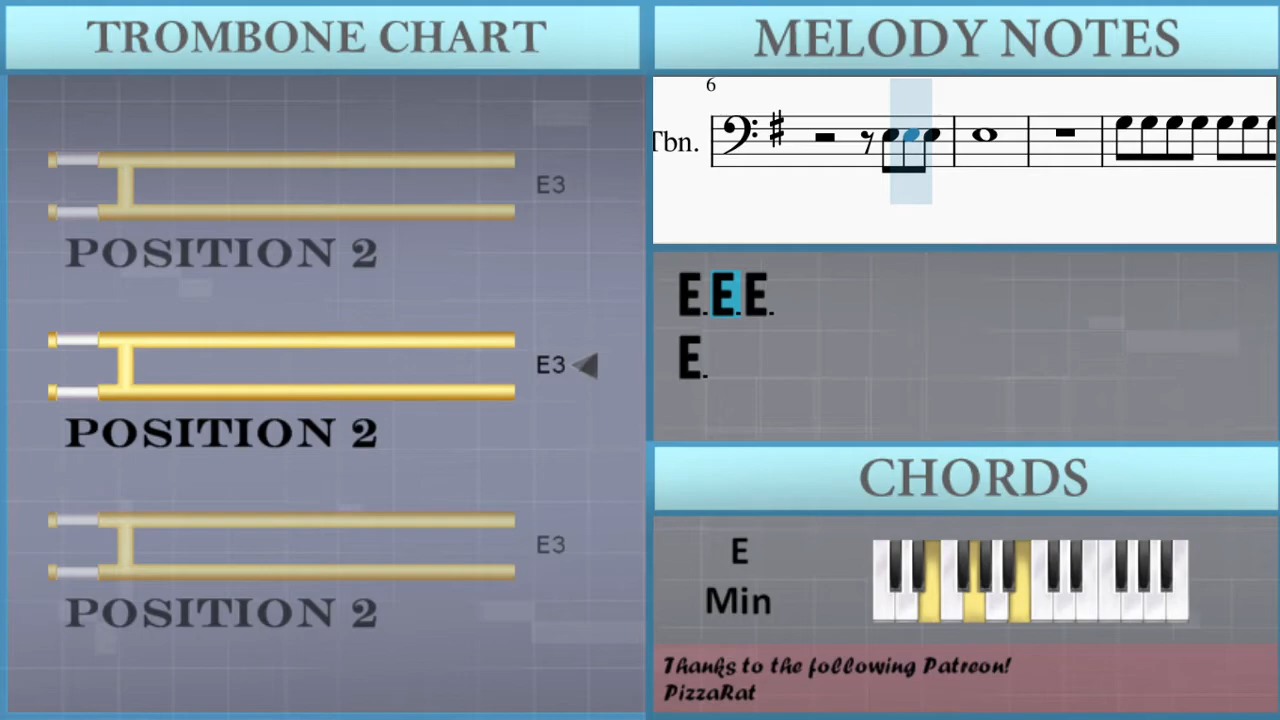 TROMBONE CHART
E3
POSITION 2
E3
POSITION 2
E3
POSITION 2
MELODY NOTES
6
Tbn.
E.E.E.
E.
CHORDS
E
Min
Thanks to the following Patreon!
PizzaRat